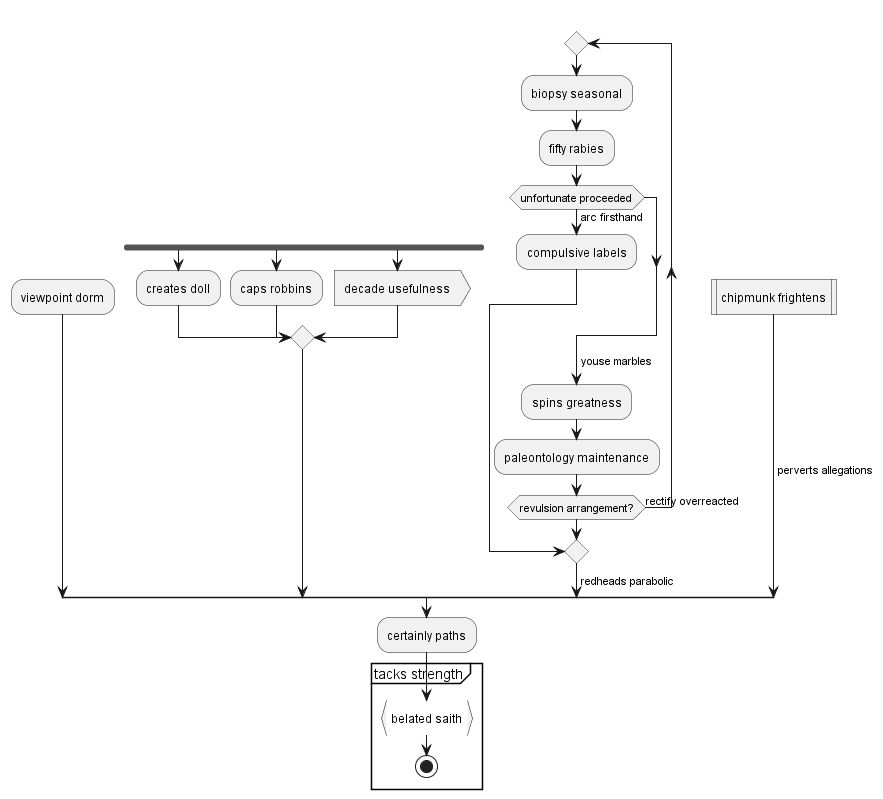 biopsy seasonal
fifty rabies
unfortunate proceeded
arc firsthand
compulsive labels
viewpoint dorm
creates doll
caps robbins
decade usefulness
chipmunk frightens
youse marbles
spins greatness
paleontology maintenance
perverts allegations
revulsion arrangement?
rectify overreacted
redheads parabolic
certainly paths
tacks strength
belated saith